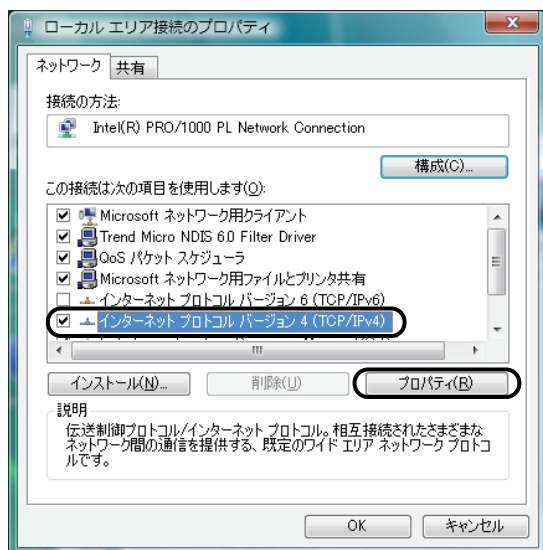 ローカル エリア接続のプロパティ
ネットワーク 共有
接続の方法:
Intel(R) PRO/1000 PL Network Connection
構成(C)...
この接続は次の項目を使用します(O):
Microsoft ネットワーク用クライアント
Trend Micro NDIS 6.0 Filter Driver
QoS パケット スケジューラ
Microsoft ネットワーク用ファイルとプリンタ共有
インターネット プロトコル バージョン 6 (TCP/IPv6)
インターネット プロトコル バージョン 4 (TCP/IPv4)
インストール(N)... 削除(U) プロパティ(R)
説明
伝送制御プロトコル/インターネット プロトコル。相互接続されたさまざまな
ネットワーク間の通信を提供する、既定のワイド エリア ネットワーク プロトコ
ルです。
OK キャンセル